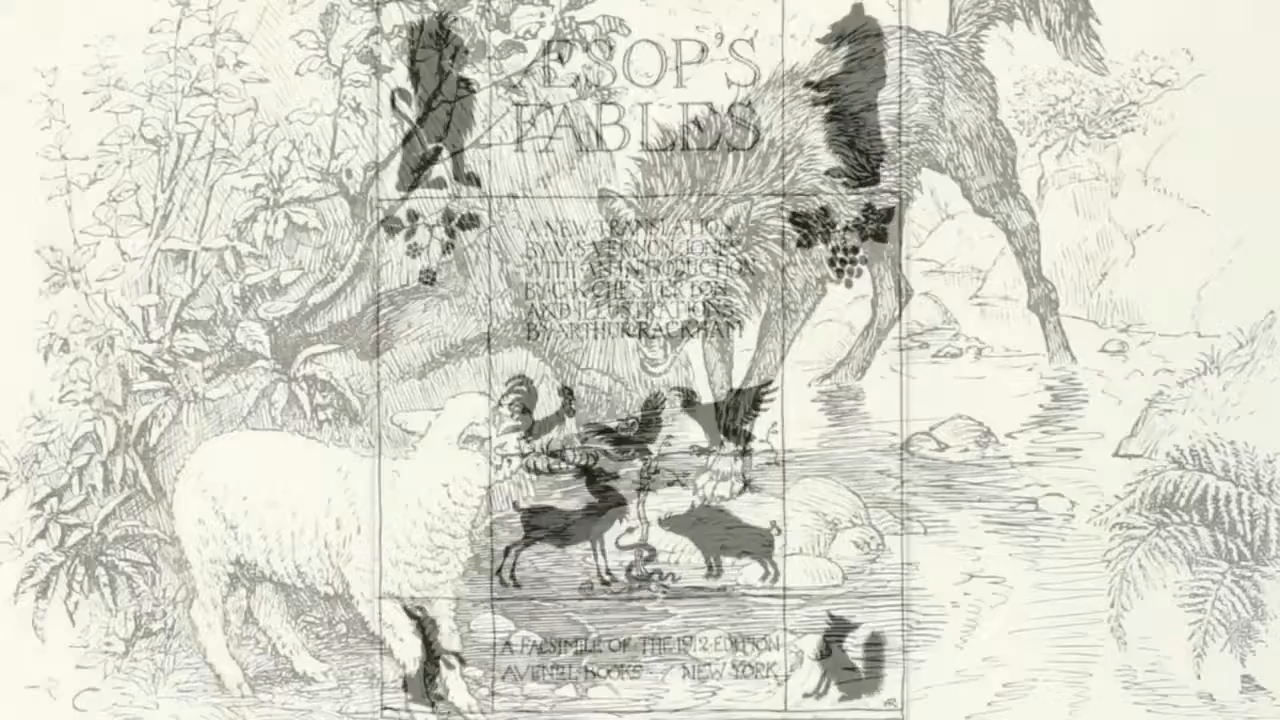 ÆSOP'S
FABLES
A NEW TRANSLATION
BY V. S. VERNON JONES
WITH AN INTRODUCTION
BY G. K. CHESTERTON
AND ILLUSTRATIONS
BY ARTHUR RACKHAM
A FACSIMILE OF THE 1912 EDITION
AVENEL BOOKS / NEW YORK